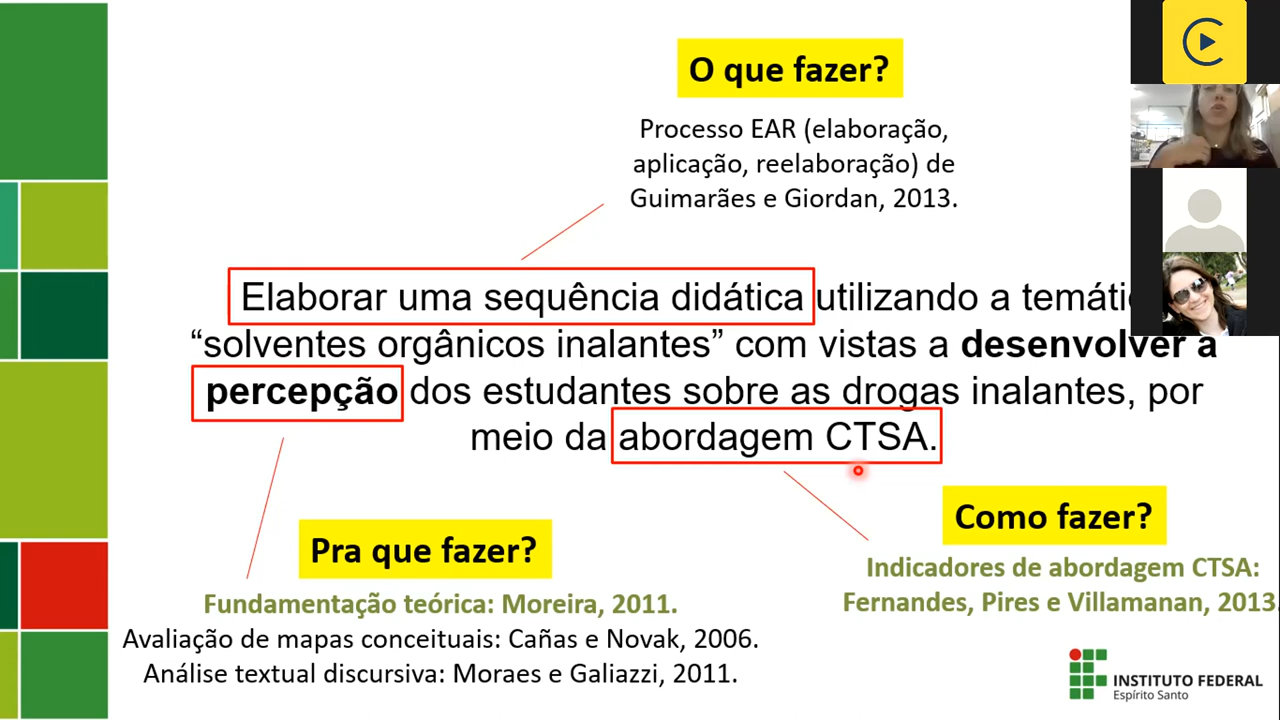 O que fazer?
Processo EAR (elaboração,
aplicação, reelaboração) de
Guimarães e Giordan, 2013.
Elaborar uma sequência didática utilizando a temáti
“solventes orgânicos inalantes” com vistas a desenvolver a
percepção dos estudantes sobre as drogas inalantes, por
meio da abordagem CTSA.
Pra que fazer?
Fundamentação teórica: Moreira, 2011.
Avaliação de mapas conceituais: Cañas e Novak, 2006.
Análise textual discursiva: Moraes e Galiazzi, 2011.
Como fazer?
Indicadores de abordagem CTSA:
Fernandes, Pires e Villamanan, 2013.
INSTITUTO FEDERAL
Espírito Santo